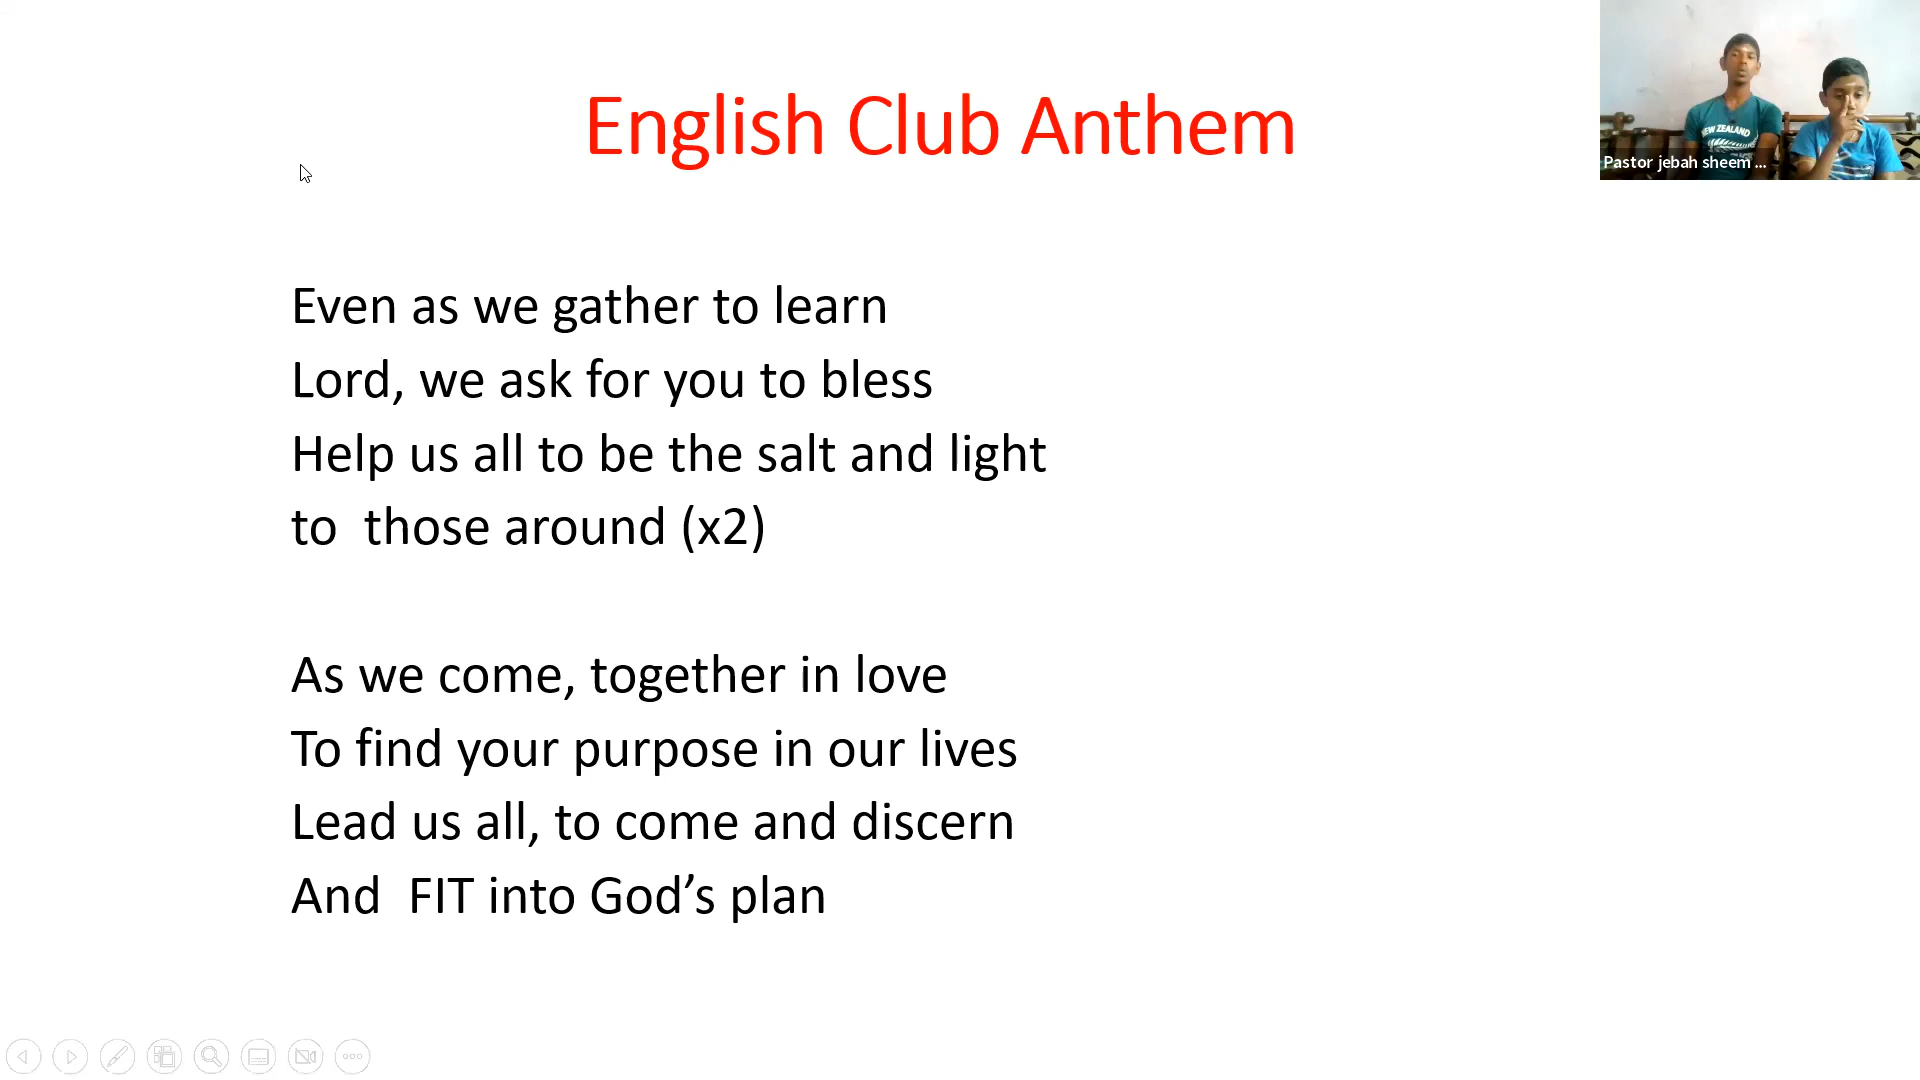 English Club Anthem
NEW ZEALAND
Pastor jebah sheem ...
Even as we gather to learn
Lord, we ask for you to bless
Help us all to be the salt and light
to  those around (x2)
As we come, together in love
To find your purpose in our lives
Lead us all, to come and discern
And  FIT into God’s plan